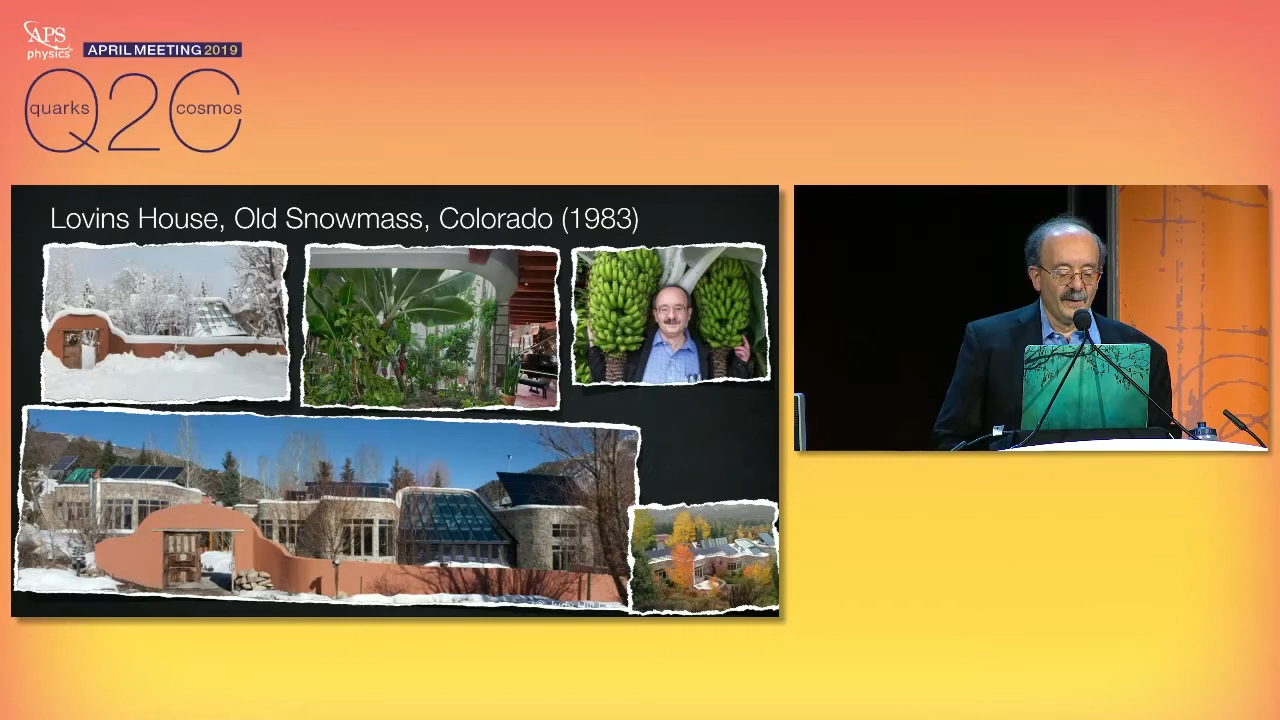 APS
physics
APRIL MEETING 2019
Q2C
quarks
cosmos
Lovins House, Old Snowmass, Colorado (1983)